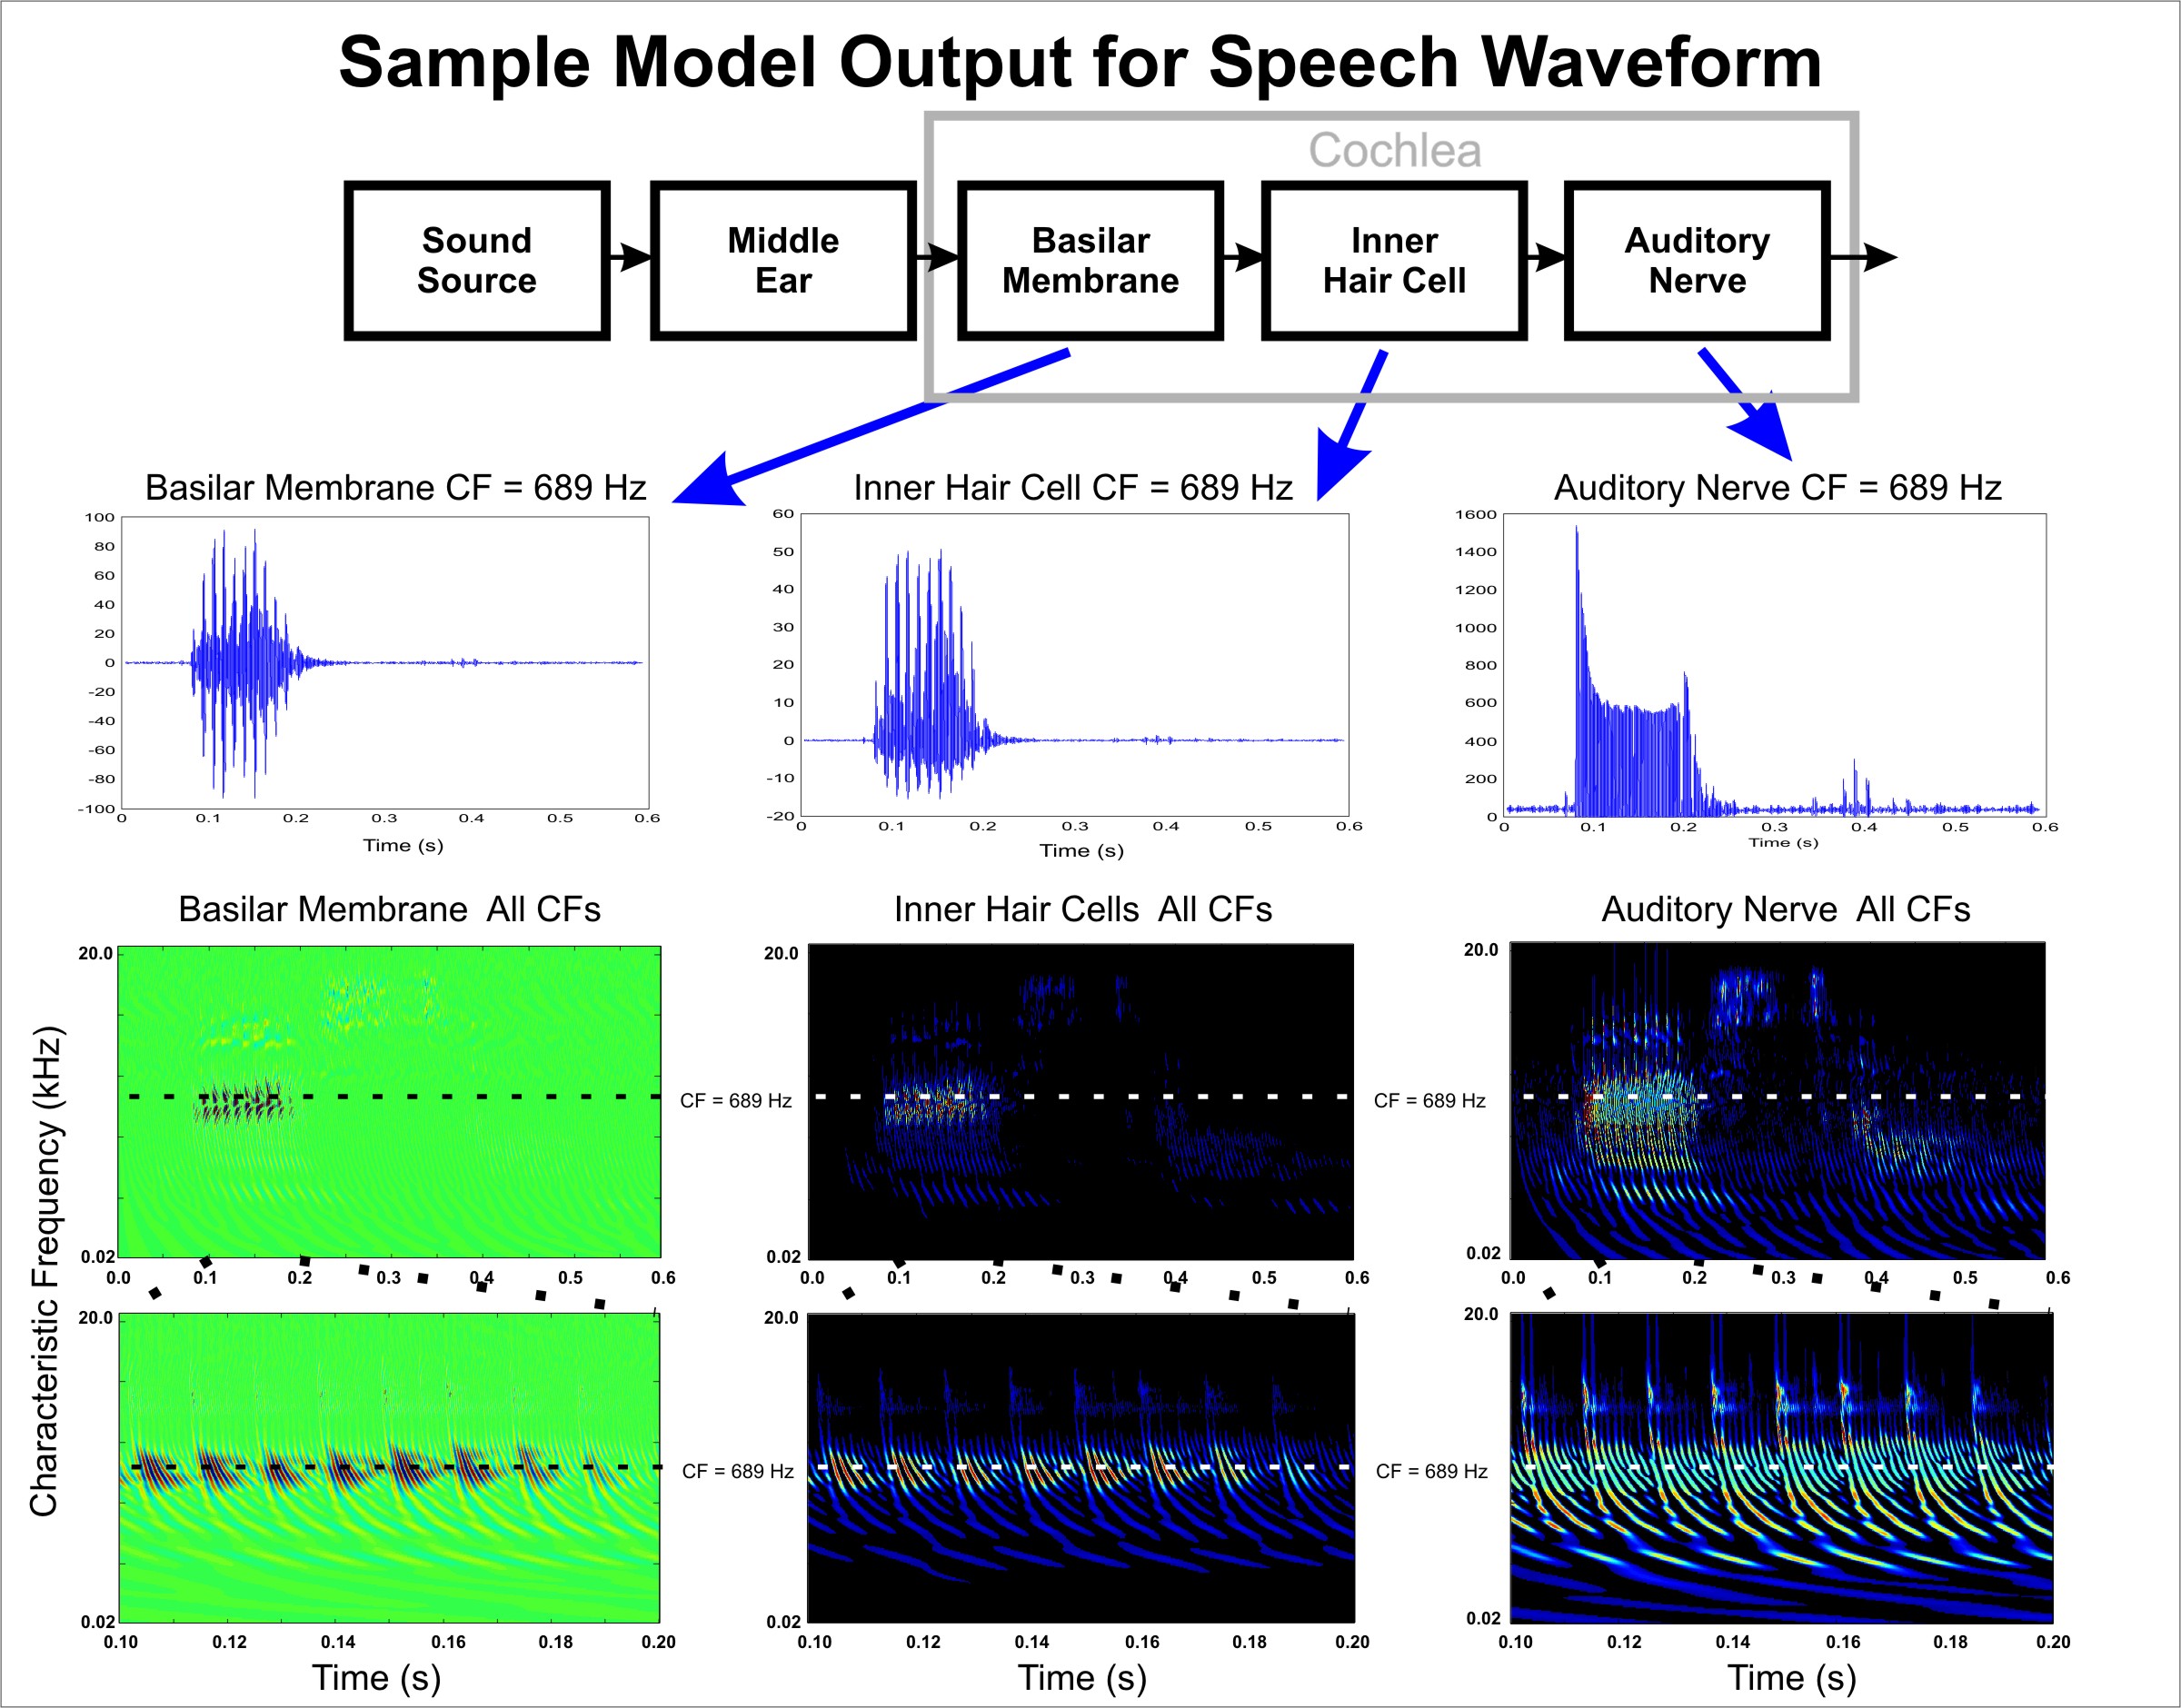 Sample Model Output for Speech Waveform
Cochlea
Sound
Source
Middle
Ear
Basilar
Membrane
Inner
Hair Cell
Auditory
Nerve
Basilar Membrane CF = 689 Hz
100
80
60
40
20
0
-20
-40
-60
-80
-100
0 0.1 0.2 0.3 0.4 0.5 0.6
Time (s)
Inner Hair Cell CF = 689 Hz
60
50
40
30
20
10
0
-10
-20
0 0.1 0.2 0.3 0.4 0.5 0.6
Time (s)
Auditory Nerve CF = 689 Hz
1600
1400
1200
1000
800
600
400
200
0
0 0.1 0.2 0.3 0.4 0.5 0.6
Time (s)
Characteristic Frequency (kHz)
Basilar Membrane All CFs
20.0
CF = 689 Hz
0.02
0.0 0.1 0.2 0.3 0.4 0.5 0.6
Inner Hair Cells All CFs
20.0
CF = 689 Hz
0.02
0.0 0.1 0.2 0.3 0.4 0.5 0.6
Auditory Nerve All CFs
20.0
0.02
0.0 0.1 0.2 0.3 0.4 0.5 0.6
20.0
CF = 689 Hz
0.02
0.10 0.12 0.14 0.16 0.18 0.20
Time (s)
20.0
CF = 689 Hz
0.02
0.10 0.12 0.14 0.16 0.18 0.20
Time (s)
20.0
0.02
0.10 0.12 0.14 0.16 0.18 0.20
Time (s)